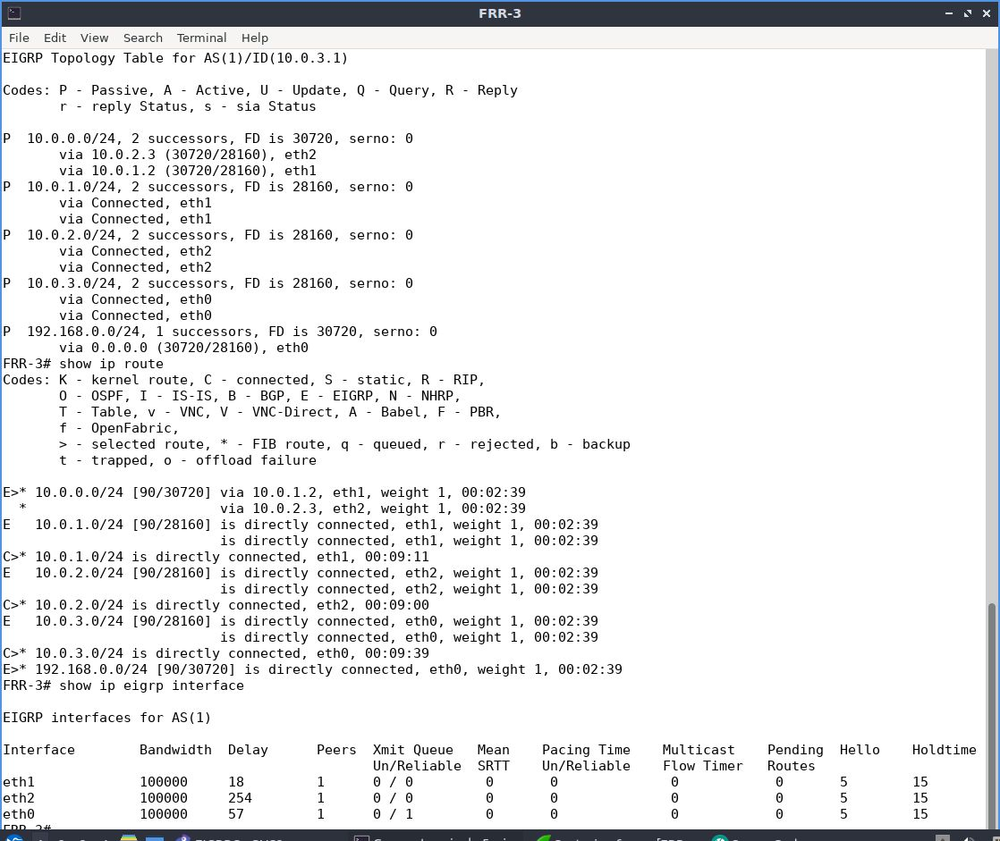 FRR-3
File Edit View Search Terminal Help
EIGRP Topology Table for AS(1)/ID(10.0.3.1)
Codes: P - Passive, A - Active, U - Update, Q - Query, R - Reply
r - reply Status, s - sia Status
P 10.0.0.0/24, 2 successors, FD is 30720, serno: 0
via 10.0.2.3 (30720/28160), eth2
via 10.0.1.2 (30720/28160), eth1
P 10.0.1.0/24, 2 successors, FD is 28160, serno: 0
via Connected, eth1
via Connected, eth1
P 10.0.2.0/24, 2 successors, FD is 28160, serno: 0
via Connected, eth2
via Connected, eth2
P 10.0.3.0/24, 2 successors, FD is 28160, serno: 0
via Connected, eth0
via Connected, eth0
P 192.168.0.0/24, 1 successors, FD is 30720, serno: 0
via 0.0.0.0 (30720/28160), eth0
FRR-3# show ip route
Codes: K - kernel route, C - connected, S - static, R - RIP,
O - OSPF, I - IS-IS, B - BGP, E - EIGRP, N - NHRP,
T - Table, v - VNC, V - VNC-Direct, A - Babel, F - PBR,
f - OpenFabric,
> - selected route, * - FIB route, q - queued, r - rejected, b - backup
t - trapped, o - offload failure
E>* 10.0.0.0/24 [90/30720] via 10.0.1.2, eth1, weight 1, 00:02:39
* via 10.0.2.3, eth2, weight 1, 00:02:39
E 10.0.1.0/24 [90/28160] is directly connected, eth1, weight 1, 00:02:39
is directly connected, eth1, weight 1, 00:02:39
C>* 10.0.1.0/24 is directly connected, eth1, 00:09:11
E 10.0.2.0/24 [90/28160] is directly connected, eth2, weight 1, 00:02:39
is directly connected, eth2, weight 1, 00:02:39
C>* 10.0.2.0/24 is directly connected, eth2, 00:09:00
E 10.0.3.0/24 [90/28160] is directly connected, eth0, weight 1, 00:02:39
is directly connected, eth0, weight 1, 00:02:39
C>* 10.0.3.0/24 is directly connected, eth0, 00:09:39
E>* 192.168.0.0/24 [90/30720] is directly connected, eth0, weight 1, 00:02:39
FRR-3# show ip eigrp interface
EIGRP interfaces for AS(1)
Interface Bandwidth Delay Peers Xmit Queue Mean Pacing Time Multicast Pending Hello Holdtime
Un/Reliable SRTT Un/Reliable Flow Timer Routes
eth1 100000 18 1 0 / 0 0 0 0 0 5 15
eth2 100000 254 1 0 / 0 0 0 0 0 5 15
eth0 100000 57 1 0 / 1 0 0 0 0 5 15
FRR-3#